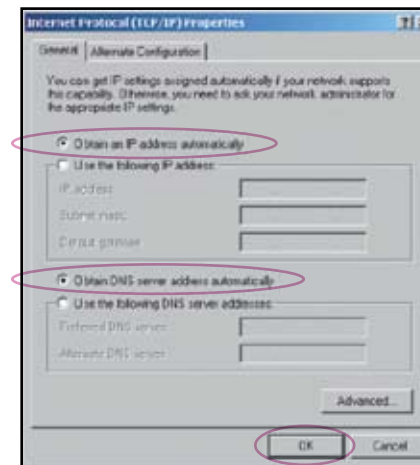 Internet Protocol (TCP/IP) Properties
General
Alternate Configuration
You can get IP settings assigned automatically if your network supports
this capability. Otherwise, you need to ask your network administrator for
the appropriate IP settings.
Obtain an IP address automatically
Use the following IP address:
IP address:
Subnet mask:
Default gateway:
Obtain DNS server address automatically
Use the following DNS server addresses:
Preferred DNS server:
Alternate DNS server:
Advanced...
OK
Cancel